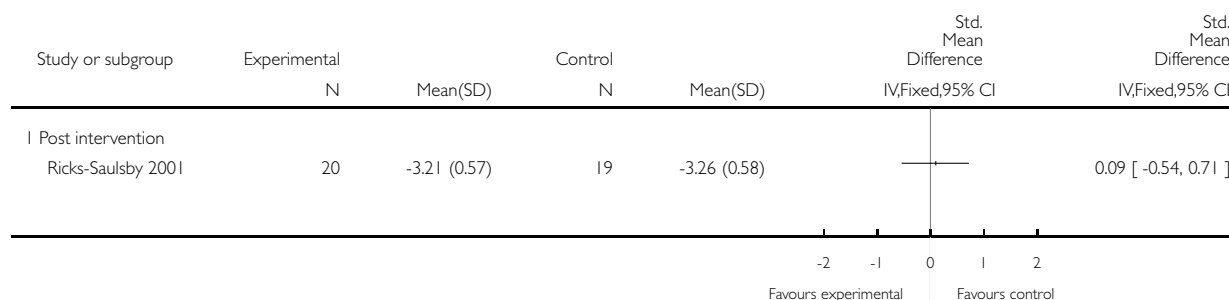 Std.
Mean
Difference
Std.
Mean
Difference
Study or subgroup Experimental Control
N Mean(SD) N Mean(SD) IV,Fixed,95% CI IV,Fixed,95% CI
1 Post intervention
Ricks-Saulsby 2001 20 -3.21 (0.57) 19 -3.26 (0.58) 0.09 [ -0.54, 0.71 ]
-2 -1 0 1 2
Favours experimental Favours control